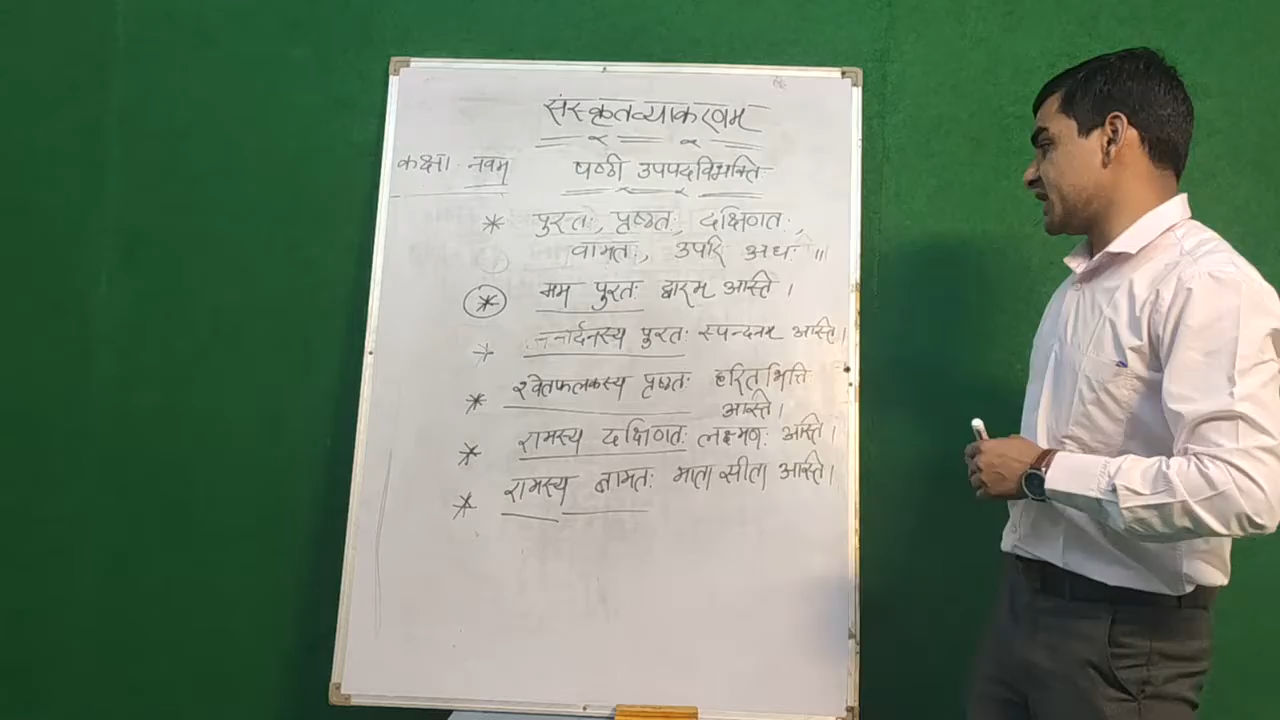 संस्कृतव्याकरणम्
कक्षा - नवम्
षष्ठी उपपदविभक्ति
* पुरतः, पृष्ठत, दक्षिणतः,
वामतः, उपरि अधः ॥
* मम पुरतः द्वारम् अस्ति ।
जनार्दनस्य पुरतः स्पन्दनम् अस्ति ।
* श्वेतफलकस्य पृष्ठतः हरितभित्तिः
अस्ति ।
* रामस्य दक्षिणतः लक्ष्मणः अस्ति ।
* रामस्य वामतः माता सीता अस्ति ।